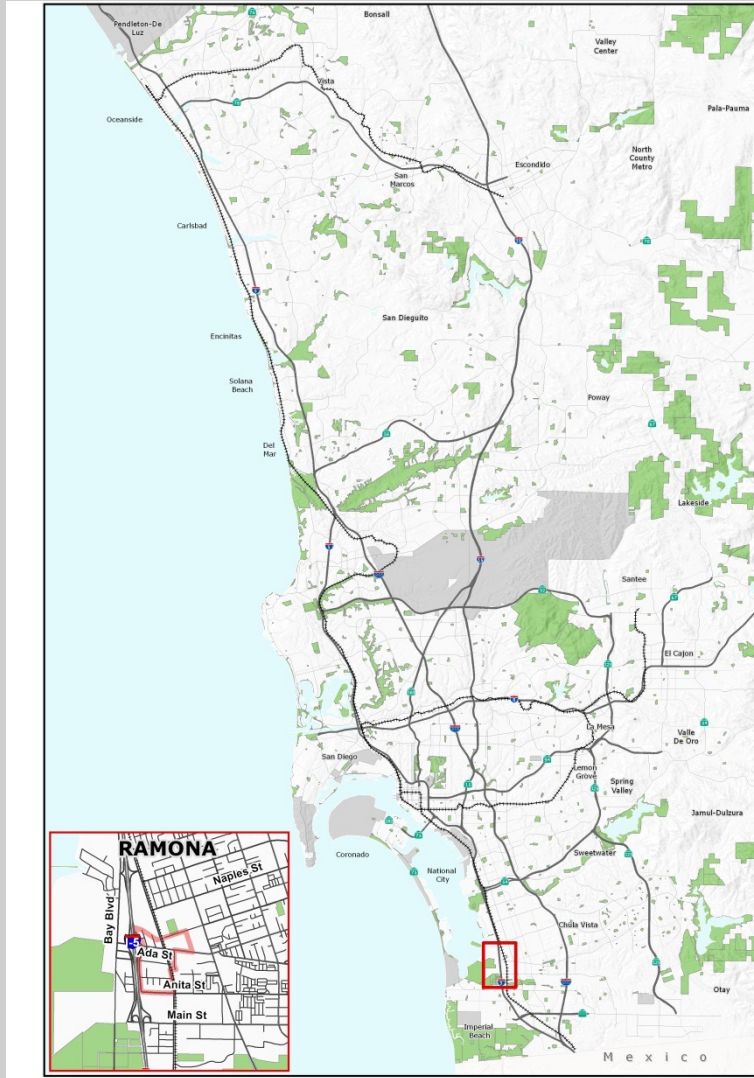 Pendleton-De
Luz
Bonsall
Valley
Center
Vista
Pala-Pauma
Oceanside
North
County
Metro
Escondido
San
Marcos
Carlsbad
San Dieguito
Encinitas
Solana
Beach
Poway
Del
Mar
Lakeside
Santee
El Cajon
La Mesa
Valle
De Oro
San Diego
Lemon
Grove
Spring
Valley
Jamul-Dulzura
Coronado
Sweetwater
National
City
Chula Vista
Otay
Imperial
Beach
Mexico
RAMONA
Naples St
Bay Blvd
-5
Ada St
Anita St
Main St